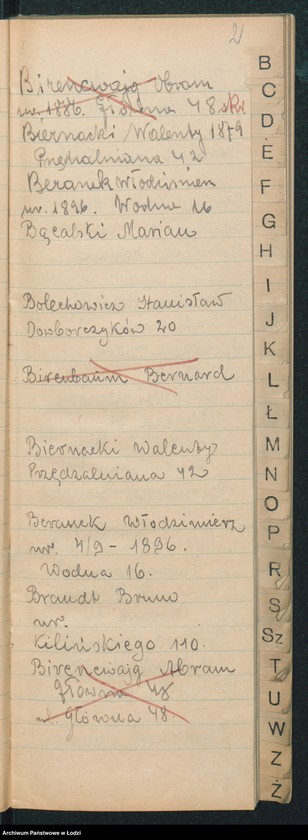 21
Birencwajg Abram
ur. 1886. Główna 48 skr
Biernacki Walenty 1879
Przędzalniana 42
Beranek Włodzimierz
ur. 1896. Wodna 16
Bącalski Marian
Bolechowicz Stanisław
Dowborczyków 20
Birenbaum Bernard
Biernacki Walenty
Przędzalniana 42
Beranek Włodzimierz
ur. 4/9 - 1896.
Wodna 16.
Brandt Bruno
ur.
Kilińskiego 110.
Birencwajg Abram
Główna 48
ul. Główna 48.
B
C
D
E
F
G
H
I
J
K
L
Ł
M
N
O
P
R
S
Sz
T
U
W
Z
Ż
Archiwum Państwowe w Łodzi